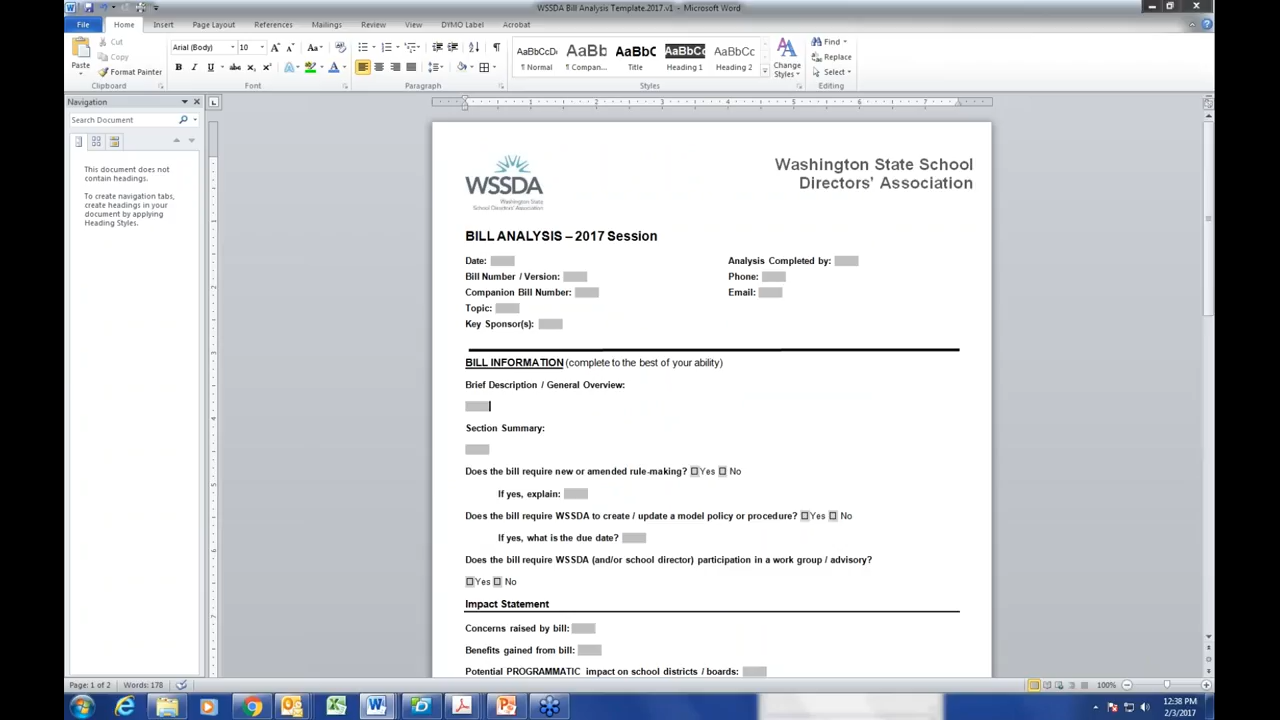 WSSDA Bill Analysis Template.2017.v1 - Microsoft Word
File Home Insert Page Layout References Mailings Review View DYMO Label Acrobat
Paste
Cut
Copy
Format Painter
Clipboard
Arial (Body) 10
Font
Paragraph
AaBbCcDc AaBb AaBbC AaBbCc AaBbCc
¶ Normal ¶ Compan... Title Heading 1 Heading 2
Styles
Change Styles
Find
Replace
Select
Editing
Navigation
Search Document
This document does not
contain headings.
To create navigation tabs,
create headings in your
document by applying
Heading Styles.
WSSDA
Washington State
School Directors' Association
Washington State School
Directors' Association
BILL ANALYSIS – 2017 Session
Date: Analysis Completed by:
Bill Number / Version: Phone:
Companion Bill Number: Email:
Topic:
Key Sponsor(s):
BILL INFORMATION (complete to the best of your ability)
Brief Description / General Overview:
Section Summary:
Does the bill require new or amended rule-making? Yes No
If yes, explain:
Does the bill require WSSDA to create / update a model policy or procedure? Yes No
If yes, what is the due date?
Does the bill require WSSDA (and/or school director) participation in a work group / advisory?
Yes No
Impact Statement
Concerns raised by bill:
Benefits gained from bill:
Potential PROGRAMMATIC impact on school districts / boards:
Page: 1 of 2 Words: 178 100%
12:38 PM
2/3/2017